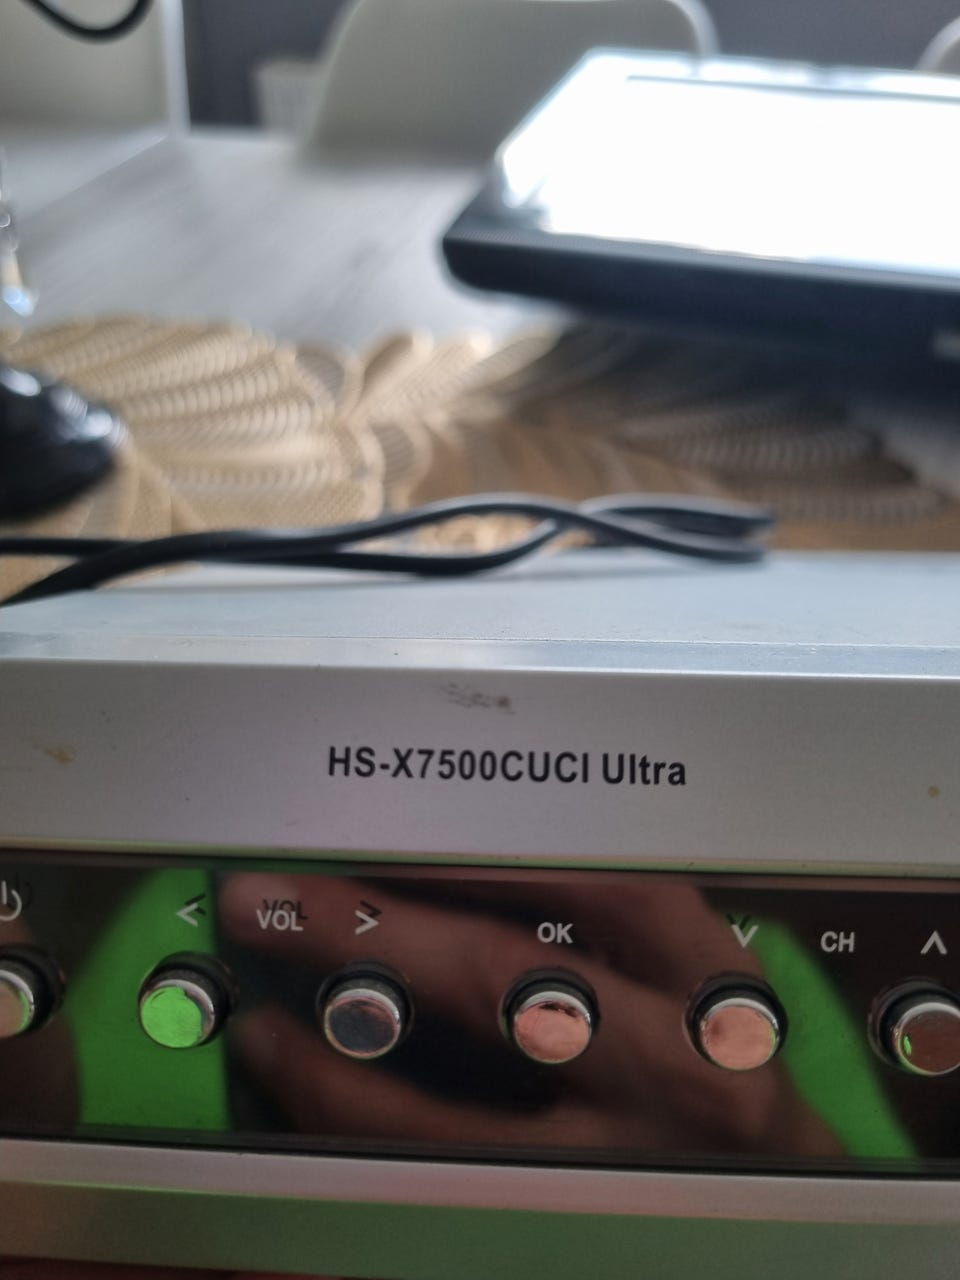 HS-X7500CUCI Ultra
< VOL > OK ∨ CH ∧